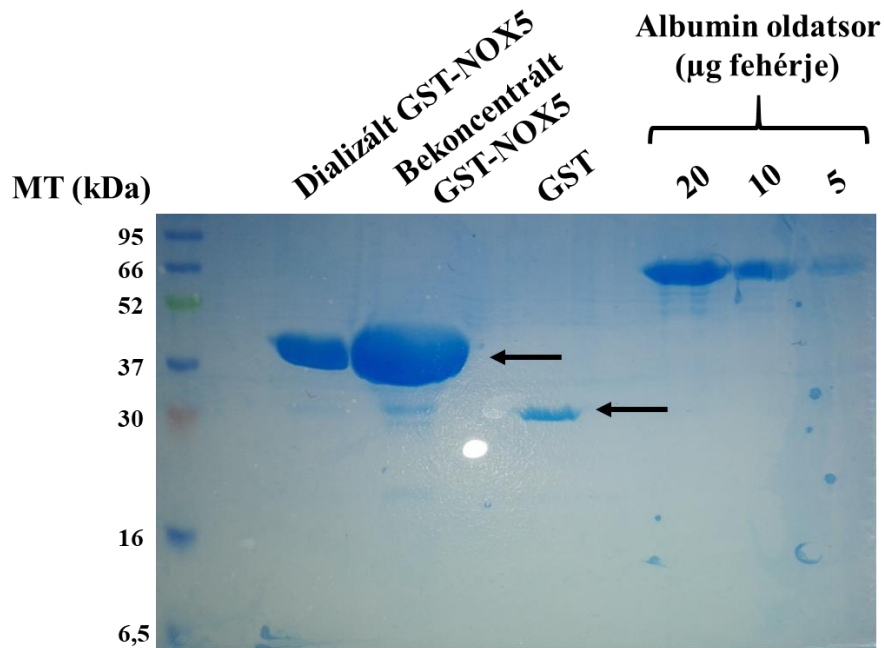 Albumin oldatsor
(µg fehérje)
Dializált GST-NOX5
Bekoncentrált
GST-NOX5
GST
20 10 5
MT (kDa)
95
66
52
37
30
16
6,5